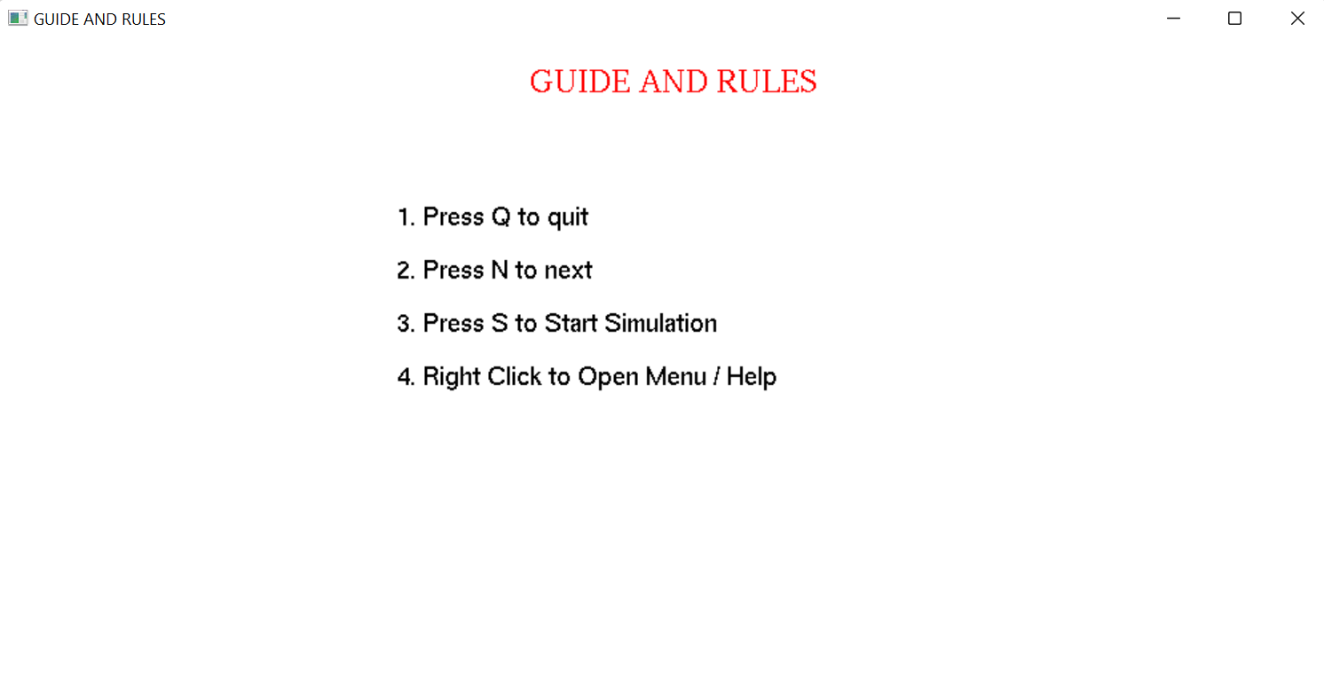 GUIDE AND RULES
GUIDE AND RULES
1. Press Q to quit
2. Press N to next
3. Press S to Start Simulation
4. Right Click to Open Menu / Help